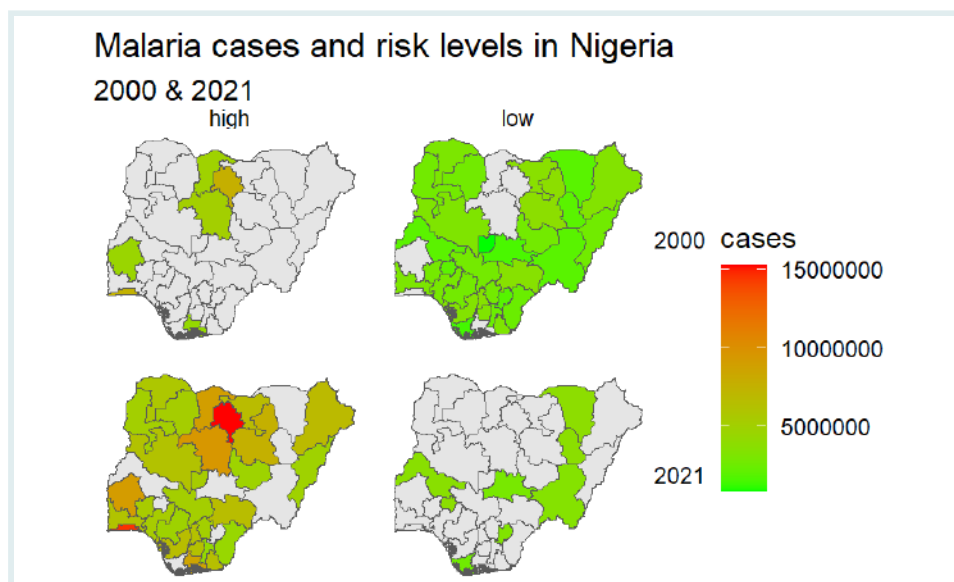 Malaria cases and risk levels in Nigeria
2000 & 2021
high
low
2000
cases
15000000
10000000
5000000
2021